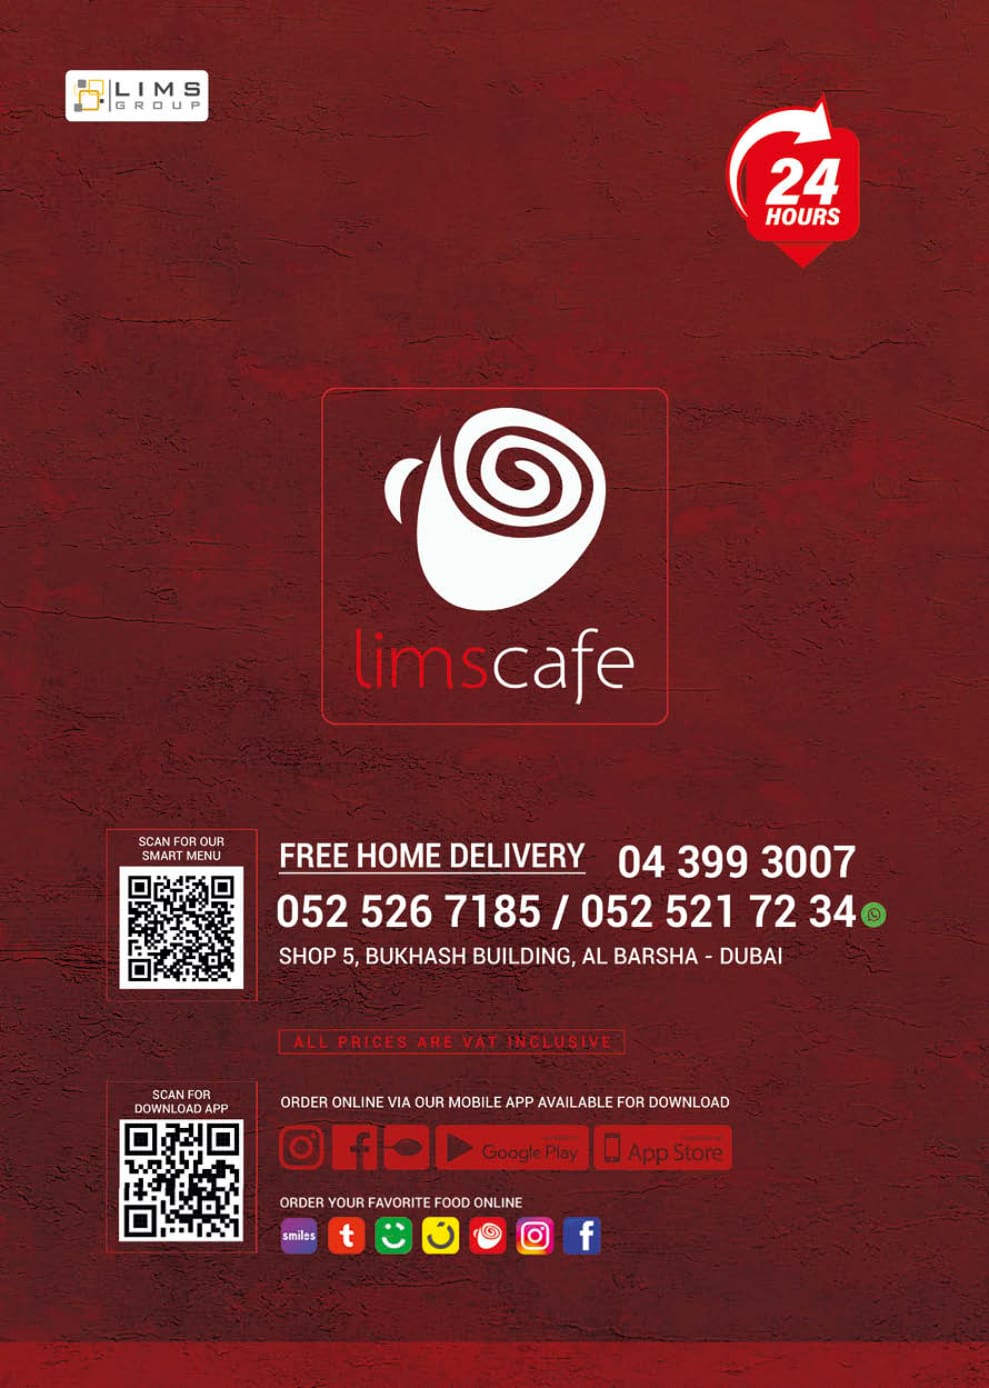 LIMS
GROUP
24
HOURS
limscafe
SCAN FOR OUR
SMART MENU
FREE HOME DELIVERY 04 399 3007
052 526 7185 / 052 521 72 34
SHOP 5, BUKHASH BUILDING, AL BARSHA - DUBAI
ALL PRICES ARE VAT INCLUSIVE
SCAN FOR
DOWNLOAD APP
ORDER ONLINE VIA OUR MOBILE APP AVAILABLE FOR DOWNLOAD
Google Play
App Store
ORDER YOUR FAVORITE FOOD ONLINE
smiles t f